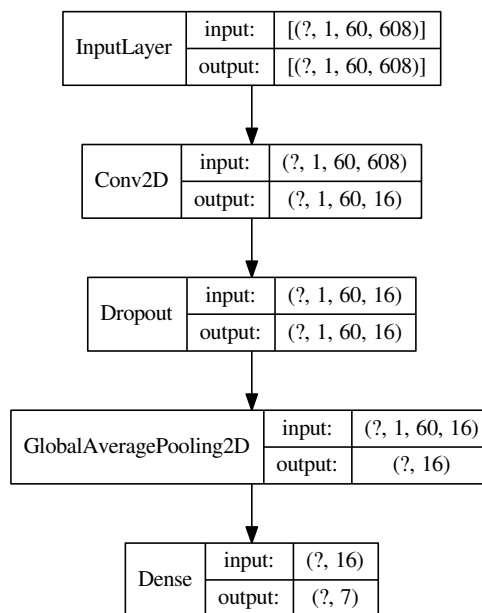 InputLayer
input: [(?, 1, 60, 608)]
output: [(?, 1, 60, 608)]
Conv2D
input: (?, 1, 60, 608)
output: (?, 1, 60, 16)
Dropout
input: (?, 1, 60, 16)
output: (?, 1, 60, 16)
GlobalAveragePooling2D
input: (?, 1, 60, 16)
output: (?, 16)
Dense
input: (?, 16)
output: (?, 7)